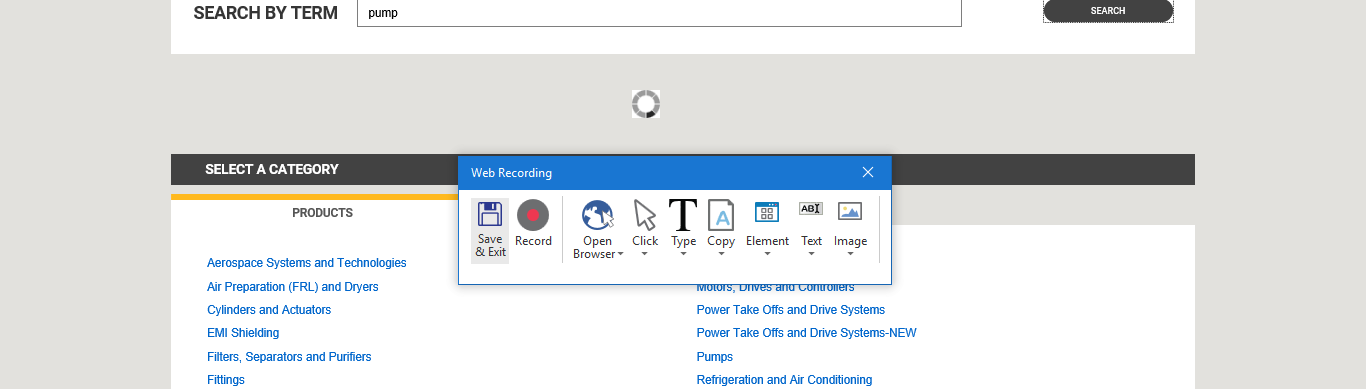 SEARCH BY TERM
pump
SEARCH
SELECT A CATEGORY
Web Recording
PRODUCTS
Save
& Exit
Record
Open
Browser
Click
Type
Copy
Element
Text
Image
A
ABI
Aerospace Systems and Technologies
Air Preparation (FRL) and Dryers
Motors, Drives and Controllers
Cylinders and Actuators
Power Take Offs and Drive Systems
EMI Shielding
Power Take Offs and Drive Systems-NEW
Filters, Separators and Purifiers
Pumps
Fittings
Refrigeration and Air Conditioning